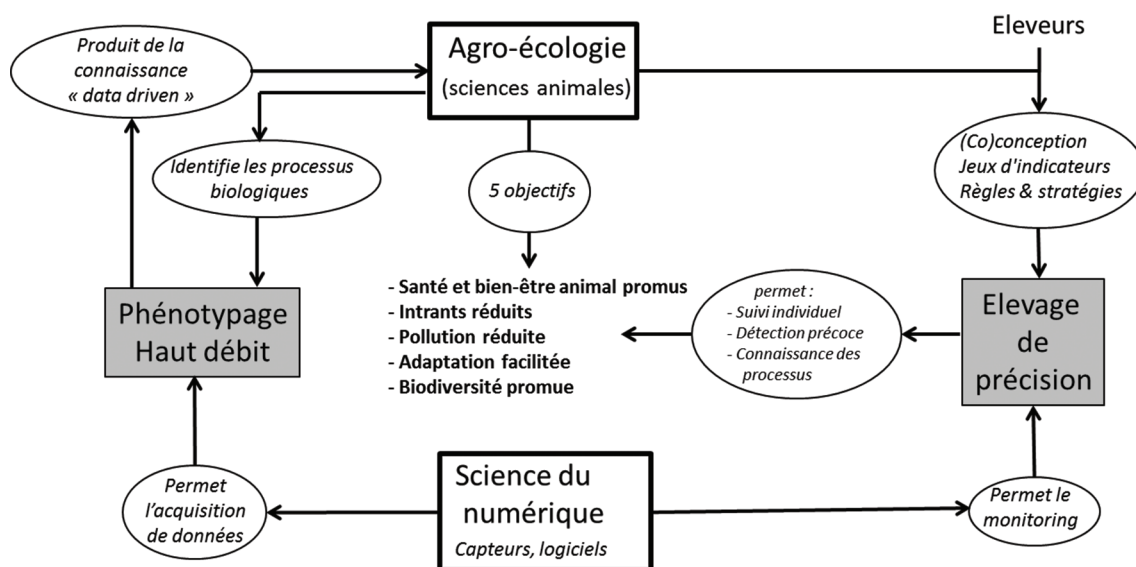 Produit de la
connaissance
« data driven »
Agro-écologie
(sciences animales)
Eleveurs
Identifie les processus
biologiques
5 objectifs
(Co)conception
Jeux d'indicateurs
Règles & stratégies
Phénotypage
Haut débit
- Santé et bien-être animal promus
- Intrants réduits
- Pollution réduite
- Adaptation facilitée
- Biodiversité promue
permet :
- Suivi individuel
- Détection précoce
- Connaissance des
processus
Elevage
de
précision
Permet
l'acquisition
de données
Science du
numérique
Capteurs, logiciels
Permet le
monitoring